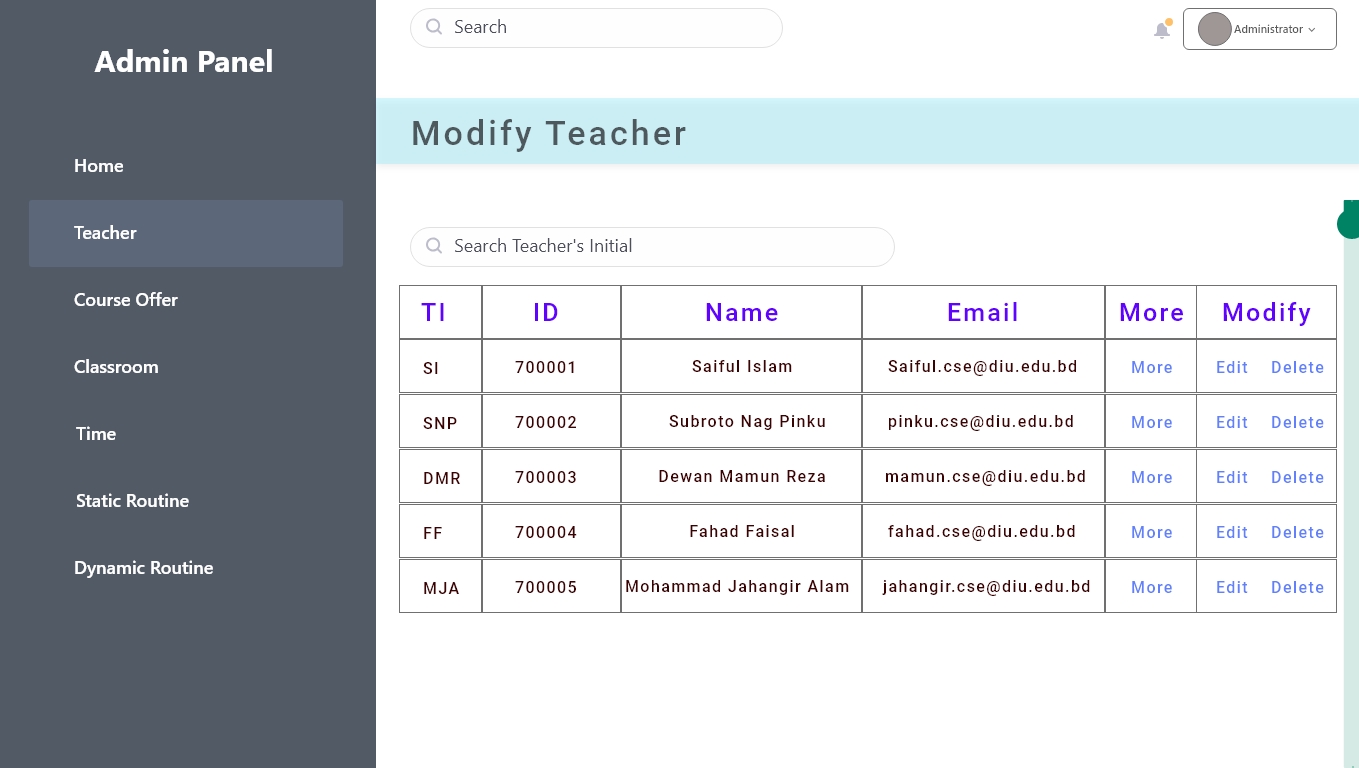 Admin Panel
Home
Teacher
Course Offer
Classroom
Time
Static Routine
Dynamic Routine
Search
Administrator
Modify Teacher
Search Teacher's Initial
TI ID Name Email More Modify
SI 700001 Saiful Islam Saiful.cse@diu.edu.bd More Edit Delete
SNP 700002 Subroto Nag Pinku pinku.cse@diu.edu.bd More Edit Delete
DMR 700003 Dewan Mamun Reza mamun.cse@diu.edu.bd More Edit Delete
FF 700004 Fahad Faisal fahad.cse@diu.edu.bd More Edit Delete
MJA 700005 Mohammad Jahangir Alam jahangir.cse@diu.edu.bd More Edit Delete